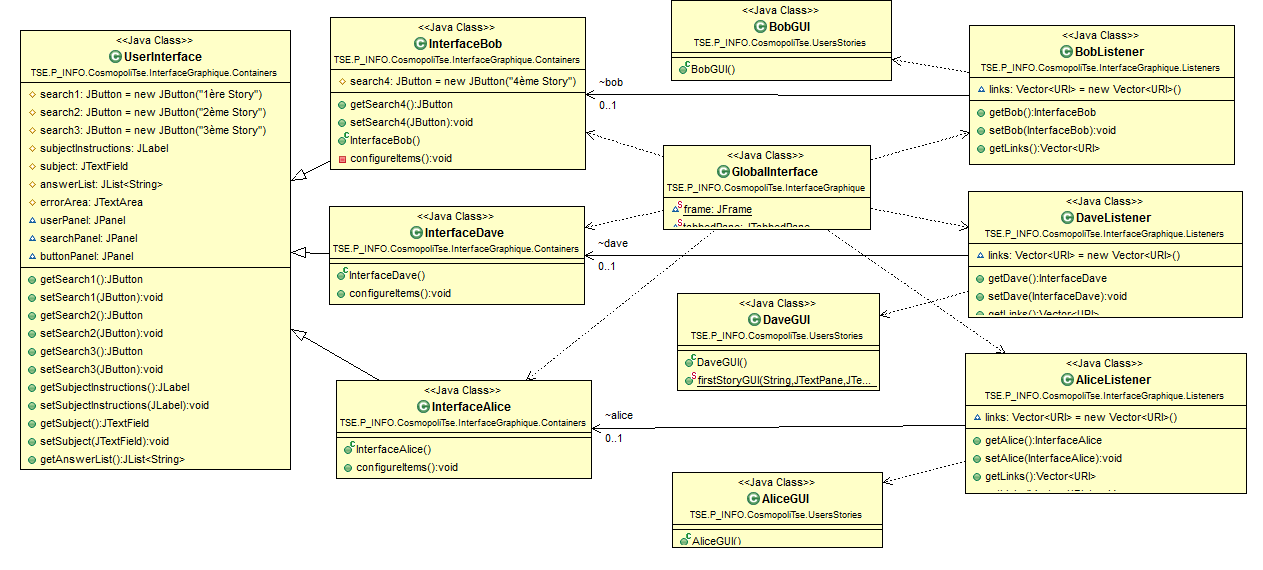 <<Java Class>>
UserInterface
TSE.P_INFO.CosmopoliTse.InterfaceGraphique.Containers
search1: JButton = new JButton("1ère Story")
search2: JButton = new JButton("2ème Story")
search3: JButton = new JButton("3ème Story")
subjectInstructions: JLabel
subject: JTextField
answerList: JList<String>
errorArea: JTextArea
userPanel: JPanel
searchPanel: JPanel
buttonPanel: JPanel
getSearch1():JButton
setSearch1(JButton):void
getSearch2():JButton
setSearch2(JButton):void
getSearch3():JButton
setSearch3(JButton):void
getSubjectInstructions():JLabel
setSubjectInstructions(JLabel):void
getSubject():JTextField
setSubject(JTextField):void
getAnswerList():JList<String>
<<Java Class>>
InterfaceBob
TSE.P_INFO.CosmopoliTse.InterfaceGraphique.Containers
search4: JButton = new JButton("4ème Story")
getSearch4():JButton
setSearch4(JButton):void
InterfaceBob()
configureItems():void
<<Java Class>>
InterfaceDave
TSE.P_INFO.CosmopoliTse.InterfaceGraphique.Containers
InterfaceDave()
configureItems():void
<<Java Class>>
InterfaceAlice
TSE.P_INFO.CosmopoliTse.InterfaceGraphique.Containers
InterfaceAlice()
configureItems():void
~bob
0..1
~dave
0..1
~alice
0..1
<<Java Class>>
BobGUI
TSE.P_INFO.CosmopoliTse.UsersStories
BobGUI()
<<Java Class>>
GlobalInterface
TSE.P_INFO.CosmopoliTse.InterfaceGraphique
frame: JFrame
tabbedPane: JTabbedPane
<<Java Class>>
DaveGUI
TSE.P_INFO.CosmopoliTse.UsersStories
DaveGUI()
firstStoryGUI(String,JTextPane,JTe...
<<Java Class>>
AliceGUI
TSE.P_INFO.CosmopoliTse.UsersStories
AliceGUI()
<<Java Class>>
BobListener
TSE.P_INFO.CosmopoliTse.InterfaceGraphique.Listeners
links: Vector<URI> = new Vector<URI>()
getBob():InterfaceBob
setBob(InterfaceBob):void
getLinks():Vector<URI>
<<Java Class>>
DaveListener
TSE.P_INFO.CosmopoliTse.InterfaceGraphique.Listeners
links: Vector<URI> = new Vector<URI>()
getDave():InterfaceDave
setDave(InterfaceDave):void
getLinks():Vector<URI>
<<Java Class>>
AliceListener
TSE.P_INFO.CosmopoliTse.InterfaceGraphique.Listeners
links: Vector<URI> = new Vector<URI>()
getAlice():InterfaceAlice
setAlice(InterfaceAlice):void
getLinks():Vector<URI>